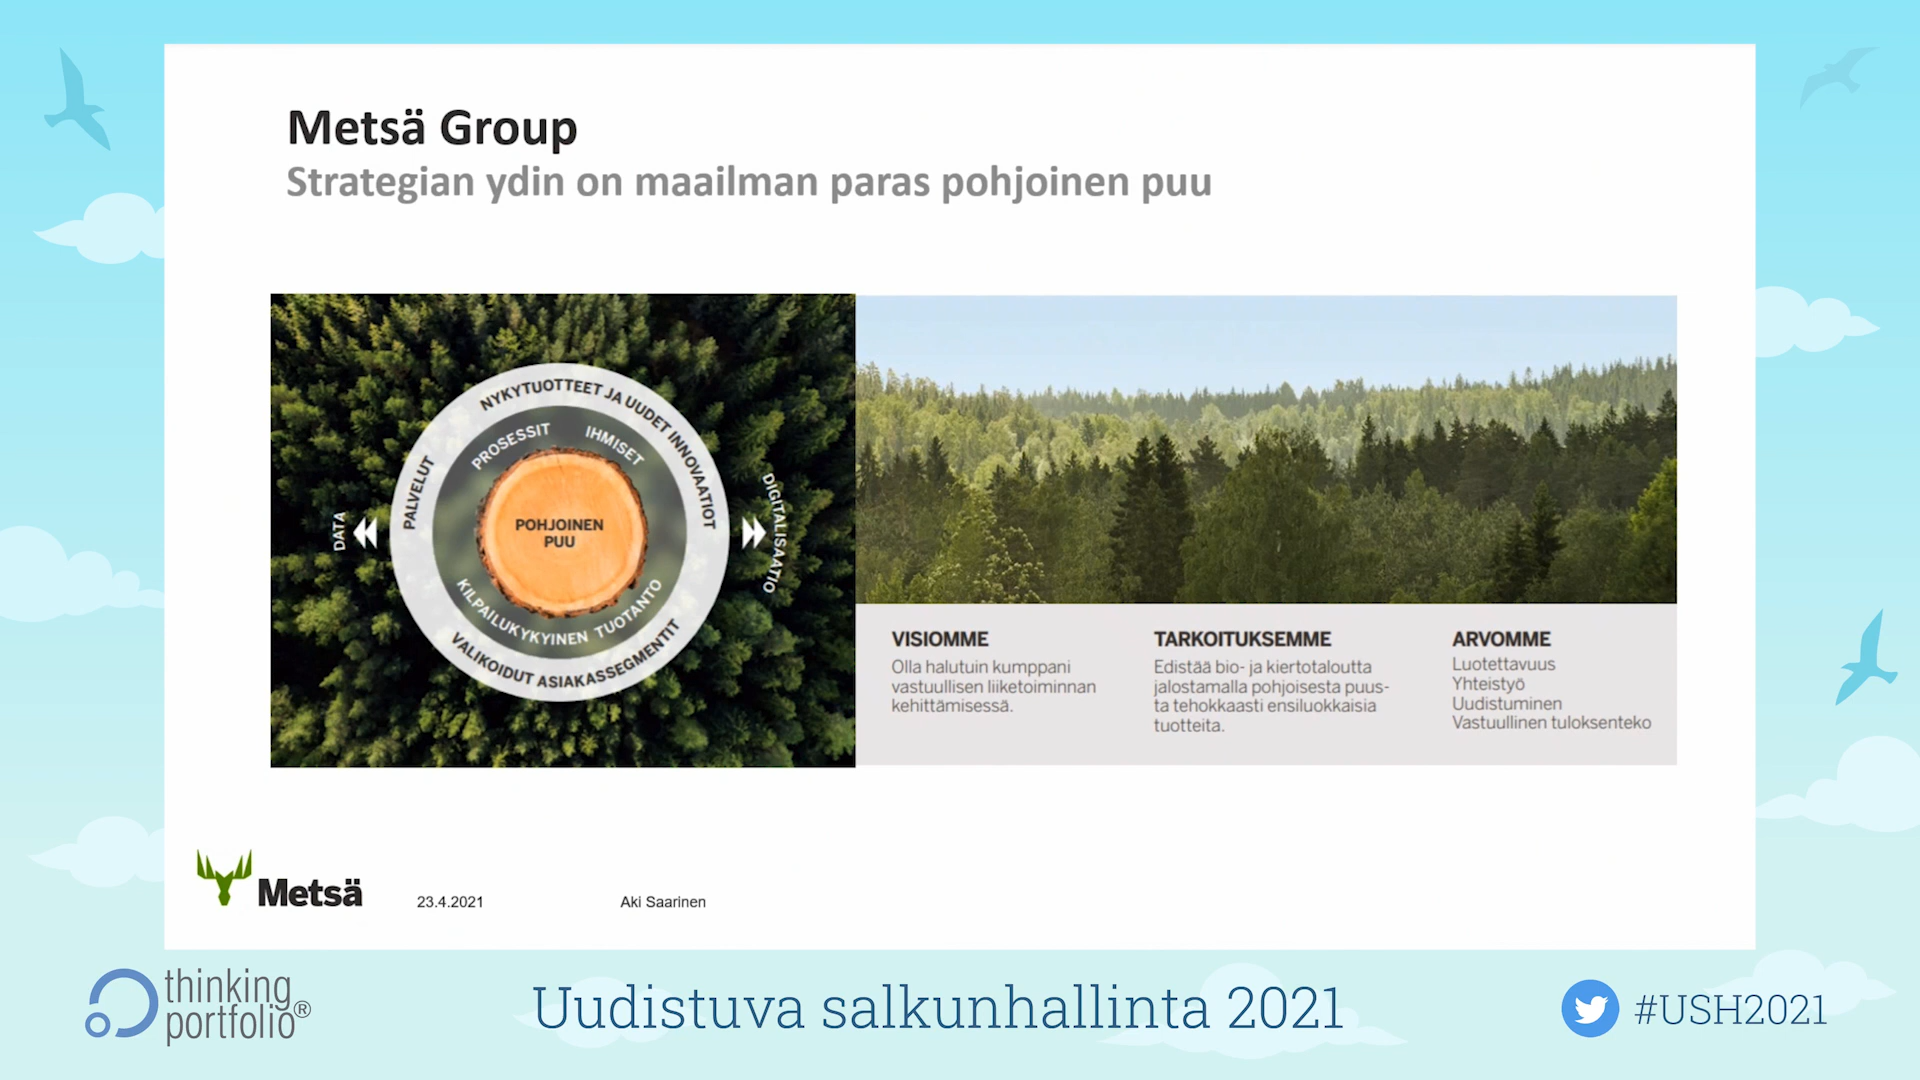 Metsä Group
Strategian ydin on maailman paras pohjoinen puu
NYKYTUOTTEET JA UUDET INNOVAATIOT
PALVELUT
PROSESSIT
IHMISET
DATA
POHJOINEN
PUU
DIGITALISAATIO
KILPAILUKYKYINEN TUOTANTO
VALIKOIDUT ASIAKASSEGMENTIT
VISIOMME
Olla halutuin kumppani
vastuullisen liiketoiminnan
kehittämisessä.
TARKOITUKSEMME
Edistää bio- ja kiertotaloutta
jalostamalla pohjoisesta puus-
ta tehokkaasti ensiluokkaisia
tuotteita.
ARVOMME
Luotettavuus
Yhteistyö
Uudistuminen
Vastuullinen tuloksenteko
Metsä
23.4.2021
Aki Saarinen
thinking
portfolio®
Uudistuva salkunhallinta 2021
#USH2021